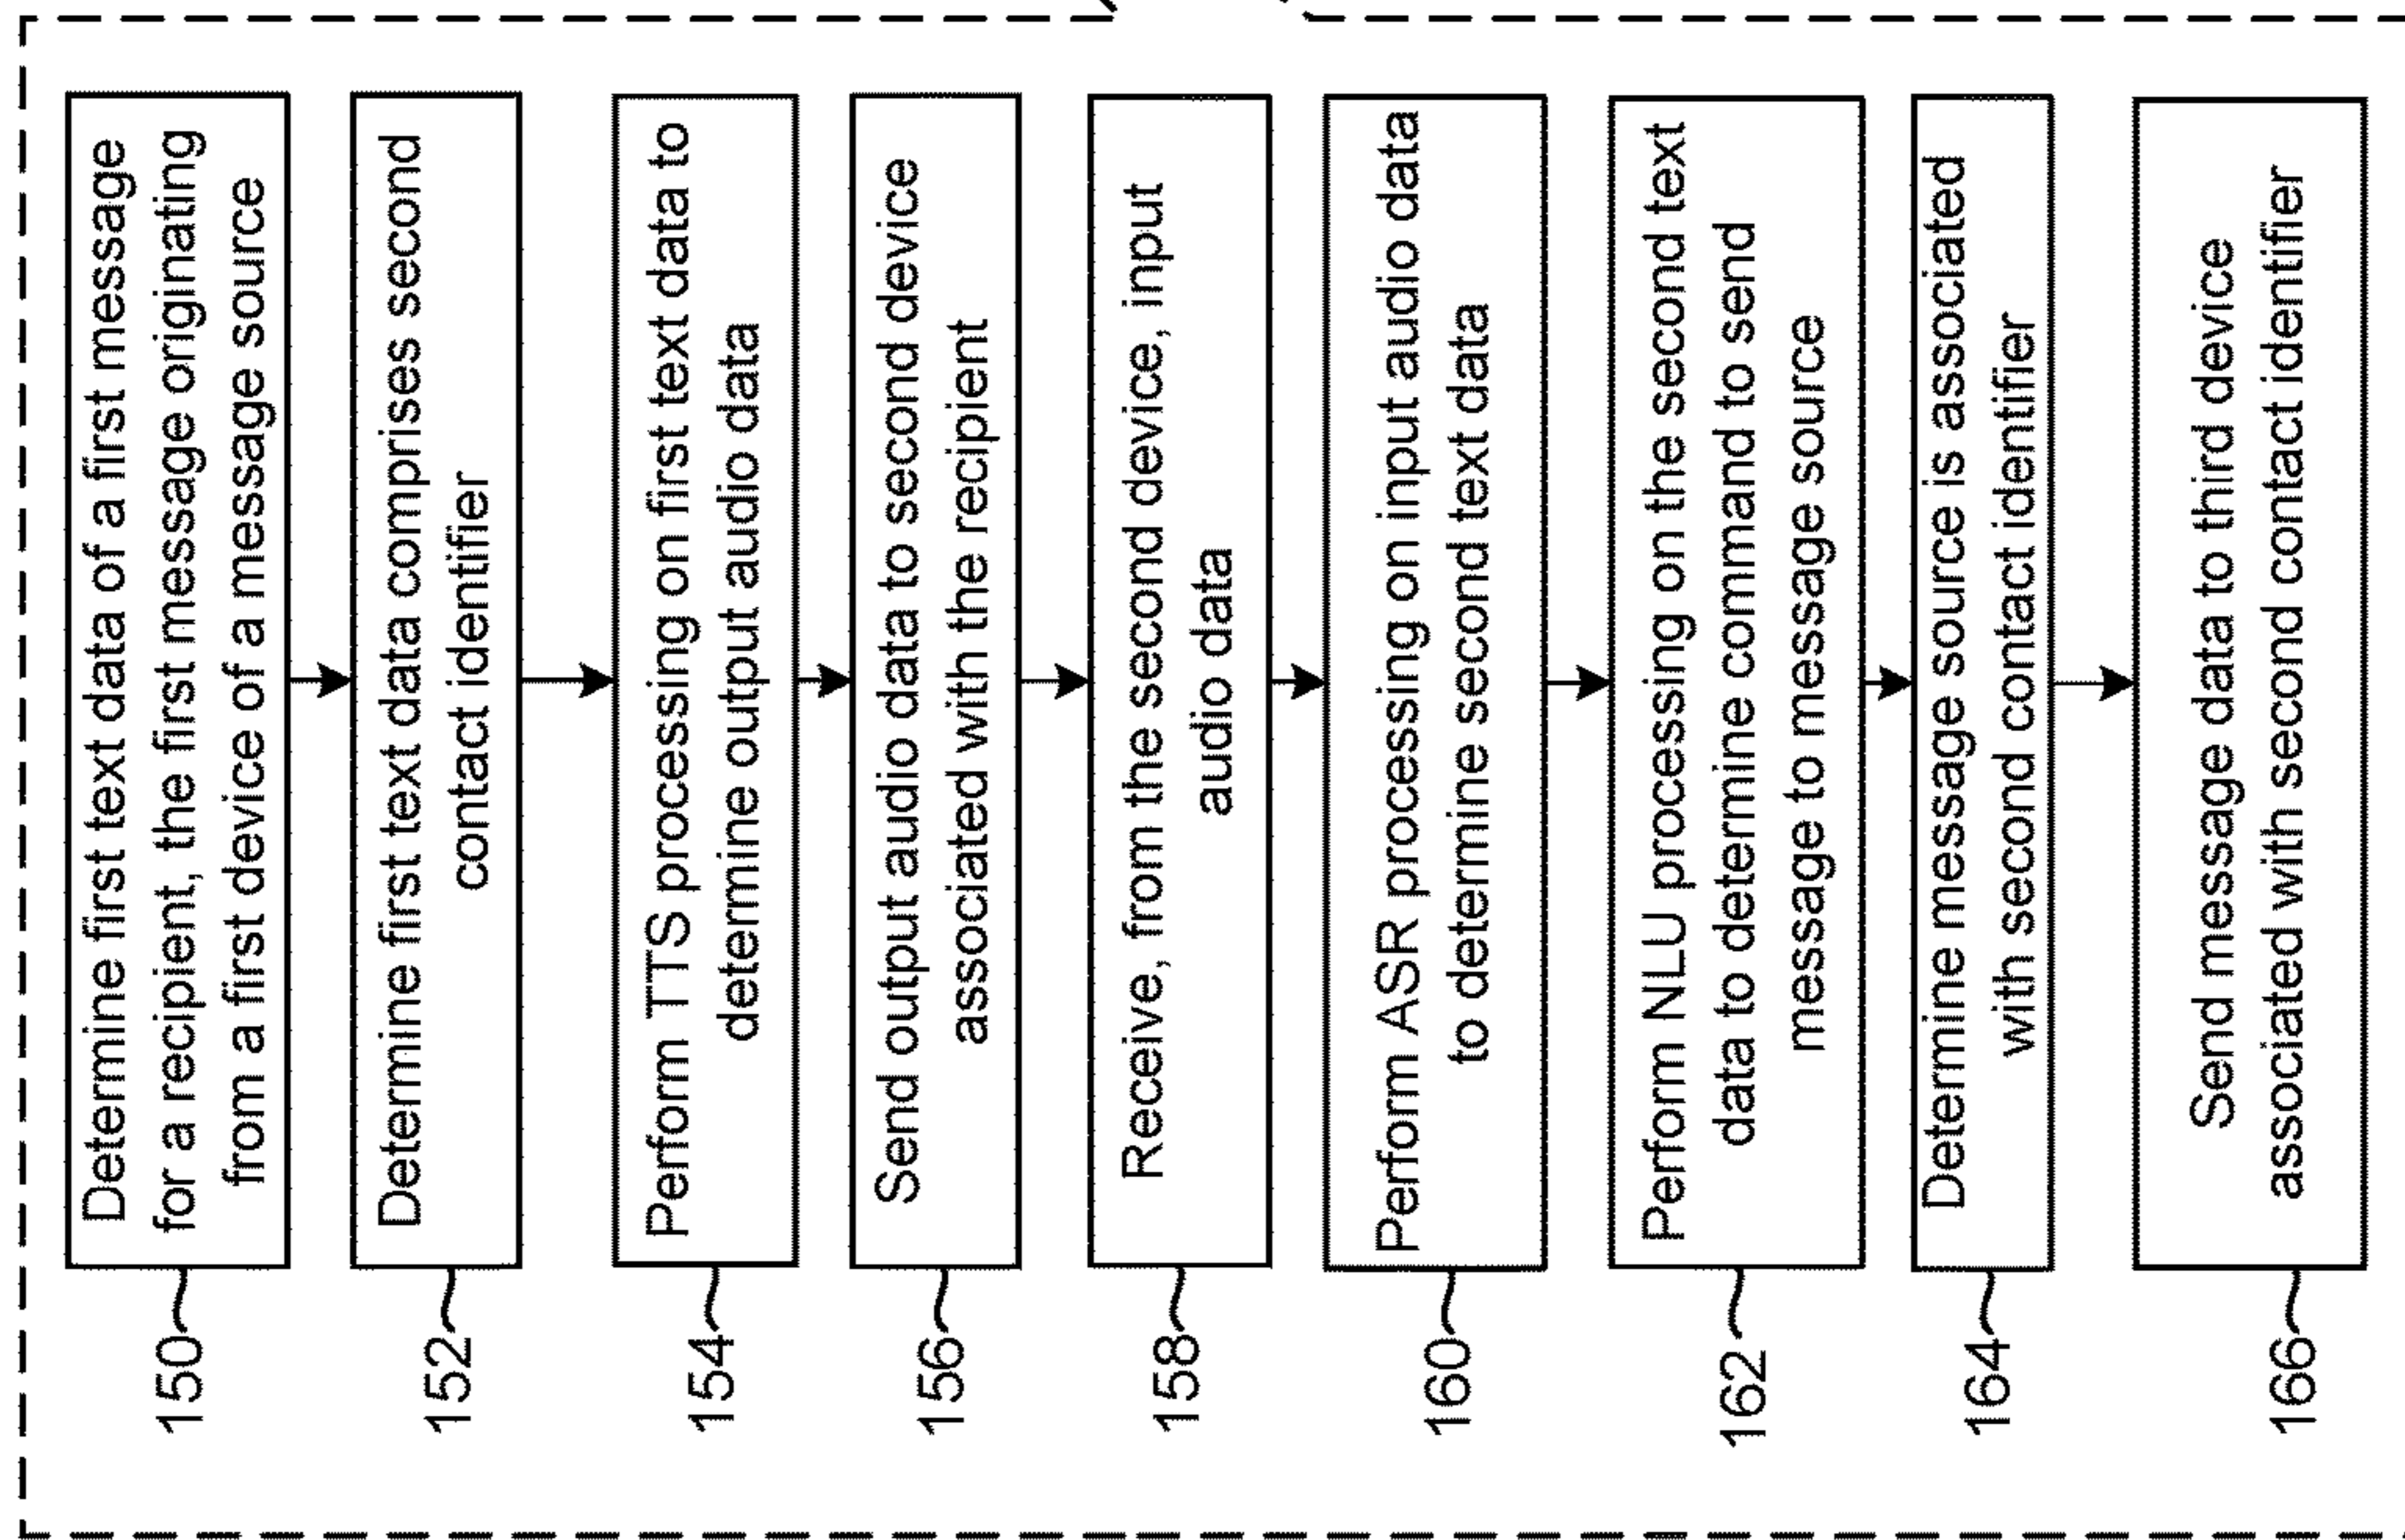 150
Determine first text data of a first message
for a recipient, the first message originating
from a first device of a message source
152
Determine first text data comprises second
contact identifier
154
Perform TTS processing on first text data to
determine output audio data
156
Send output audio data to second device
associated with the recipient
158
Receive, from the second device, input
audio data
160
Perform ASR processing on input audio data
to determine second text data
162
Perform NLU processing on the second text
data to determine command to send
message to message source
164
Determine message source is associated
with second contact identifier
166
Send message data to third device
associated with second contact identifier